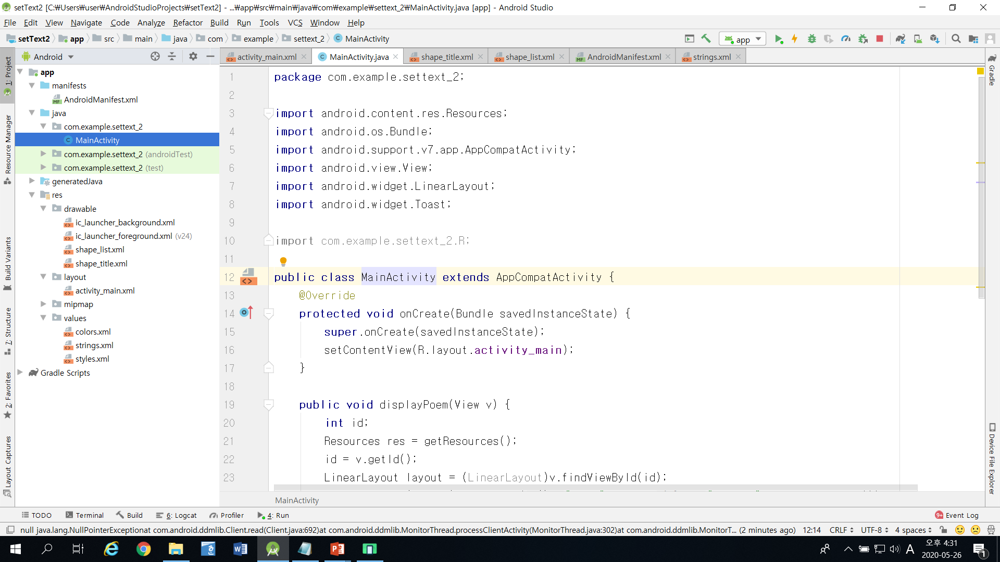 setText2 [C:₩Users₩user₩AndroidStudioProjects₩setText2] - ...₩app₩src₩main₩java₩com₩example₩settext_2₩MainActivity.java [app] - Android Studio
File Edit View Navigate Code Analyze Refactor Build Run Tools VCS Window Help
setText2 app src main java com example settext_2 MainActivity
app
Android
activity_main.xml
MainActivity.java
shape_title.xml
shape_list.xml
AndroidManifest.xml
strings.xml
1: Project
Resource Manager
Build Variants
7: Structure
2: Favorites
Layout Captures
app
manifests
AndroidManifest.xml
java
com.example.settext_2
MainActivity
com.example.settext_2 (androidTest)
com.example.settext_2 (test)
generatedJava
res
drawable
ic_launcher_background.xml
ic_launcher_foreground.xml (v24)
shape_list.xml
shape_title.xml
layout
activity_main.xml
mipmap
values
colors.xml
strings.xml
styles.xml
Gradle Scripts
1 package com.example.settext_2;
2
3 import android.content.res.Resources;
4 import android.os.Bundle;
5 import android.support.v7.app.AppCompatActivity;
6 import android.view.View;
7 import android.widget.LinearLayout;
8 import android.widget.Toast;
9
10 import com.example.settext_2.R;
11
12 public class MainActivity extends AppCompatActivity {
13 @Override
14 protected void onCreate(Bundle savedInstanceState) {
15 super.onCreate(savedInstanceState);
16 setContentView(R.layout.activity_main);
17 }
18
19 public void displayPoem(View v) {
20 int id;
21 Resources res = getResources();
22 id = v.getId();
23 LinearLayout layout = (LinearLayout)v.findViewById(id);
MainActivity
Gradle
Device File Explorer
TODO Terminal Build 6: Logcat Profiler 4: Run
9+ Event Log
null java.lang.NullPointerExceptionat com.android.ddmlib.Client.read(Client.java:692)at com.android.ddmlib.MonitorThread.processClientActivity(MonitorThread.java:302)at com.android.ddmlib.MonitorT... (2 minutes ago) 12:14 CRLF UTF-8 4 spaces
A
오후 4:31
2020-05-26
1